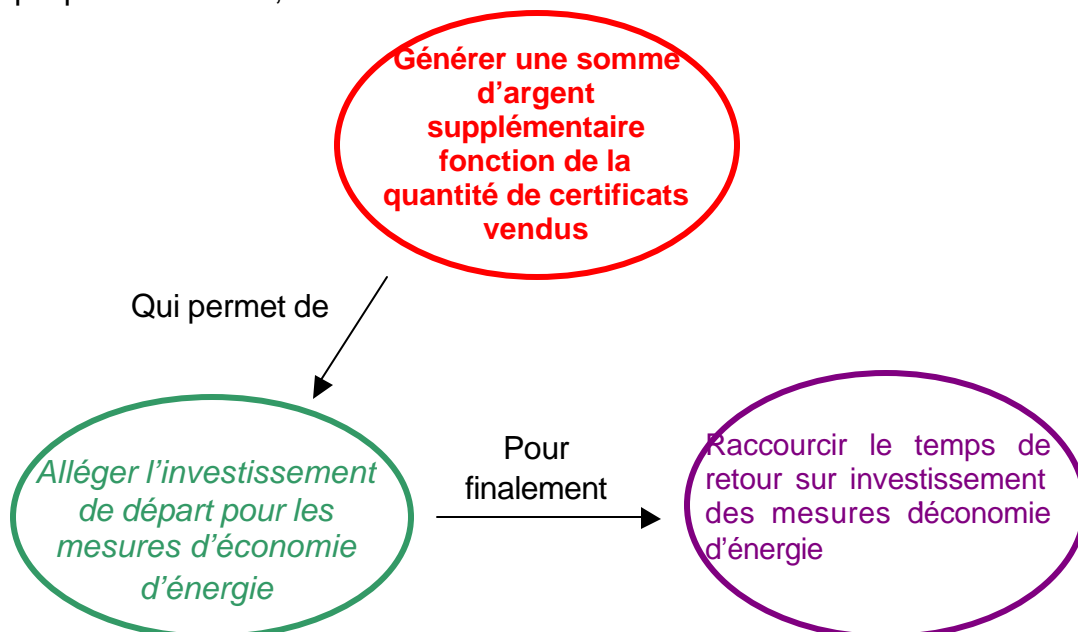 Générer une somme
d’argent
supplémentaire
fonction de la
quantité de certificats
vendus
Qui permet de
Alléger l’investissement
de départ pour les
mesures d’économie
d’énergie
Pour
finalement
Raccourcir le temps de
retour sur investissement
des mesures déconomie
d’énergie